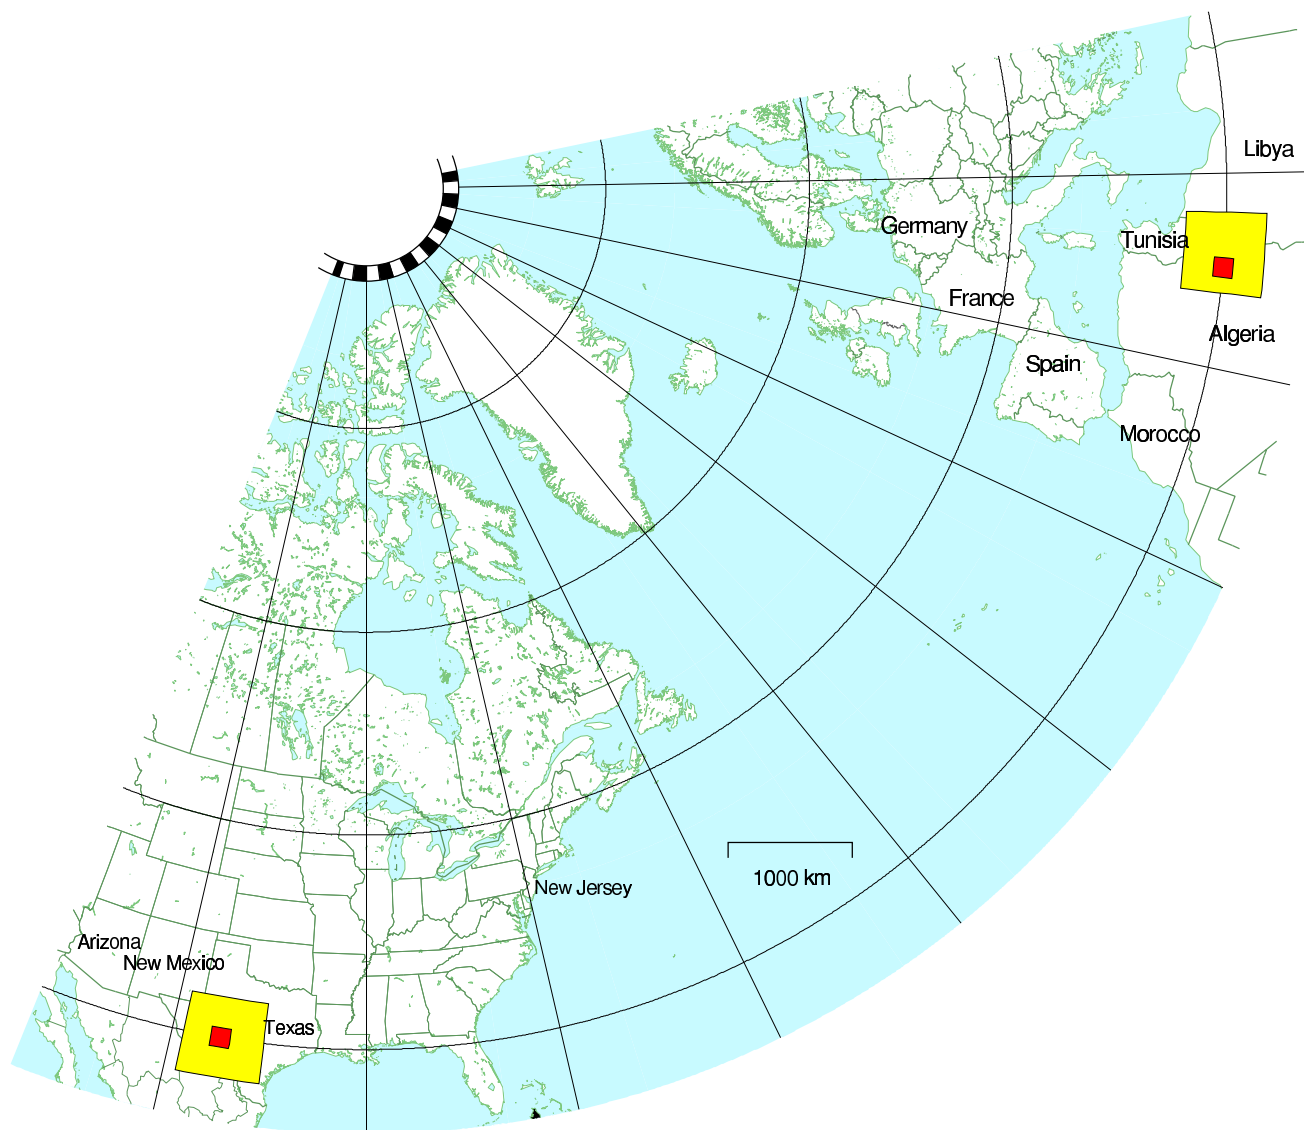 Libya
Germany
Tunisia
France
Algeria
Spain
Morocco
1000 km
New Jersey
Arizona
New Mexico
Texas